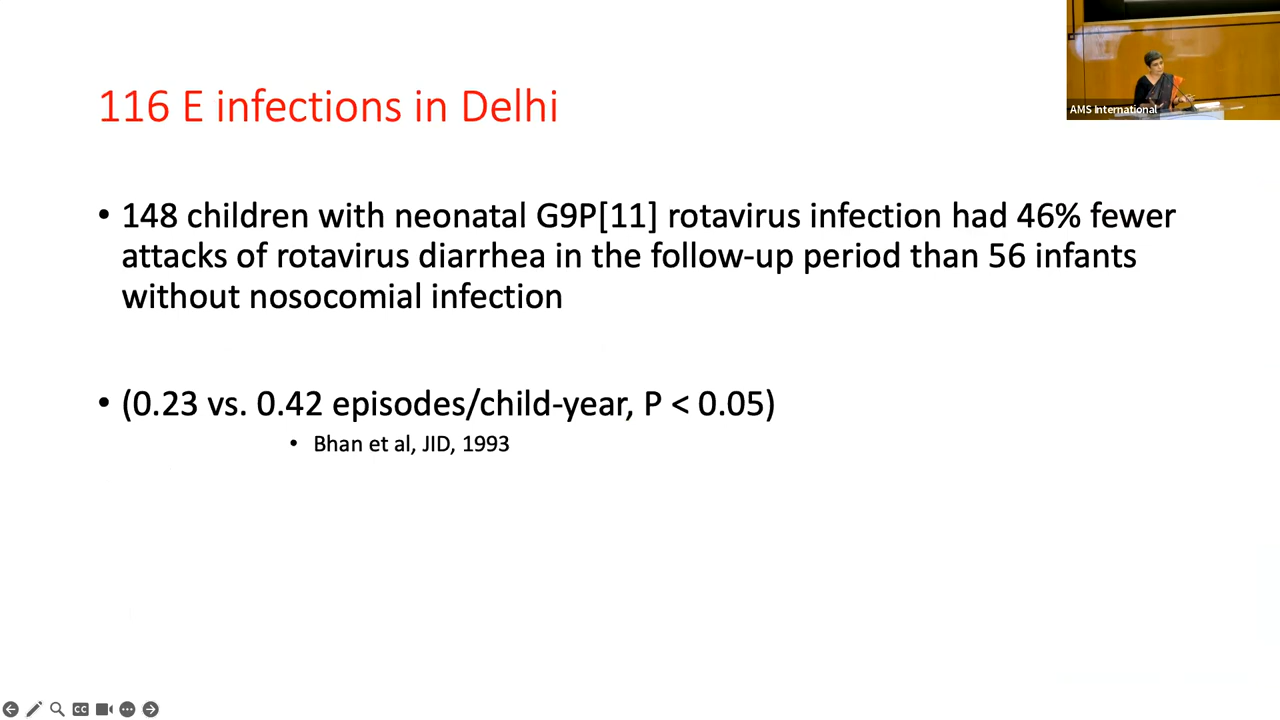 AMS International
116 E infections in Delhi
• 148 children with neonatal G9P[11] rotavirus infection had 46% fewer
attacks of rotavirus diarrhea in the follow-up period than 56 infants
without nosocomial infection
• (0.23 vs. 0.42 episodes/child-year, P < 0.05)
• Bhan et al, JID, 1993
CC